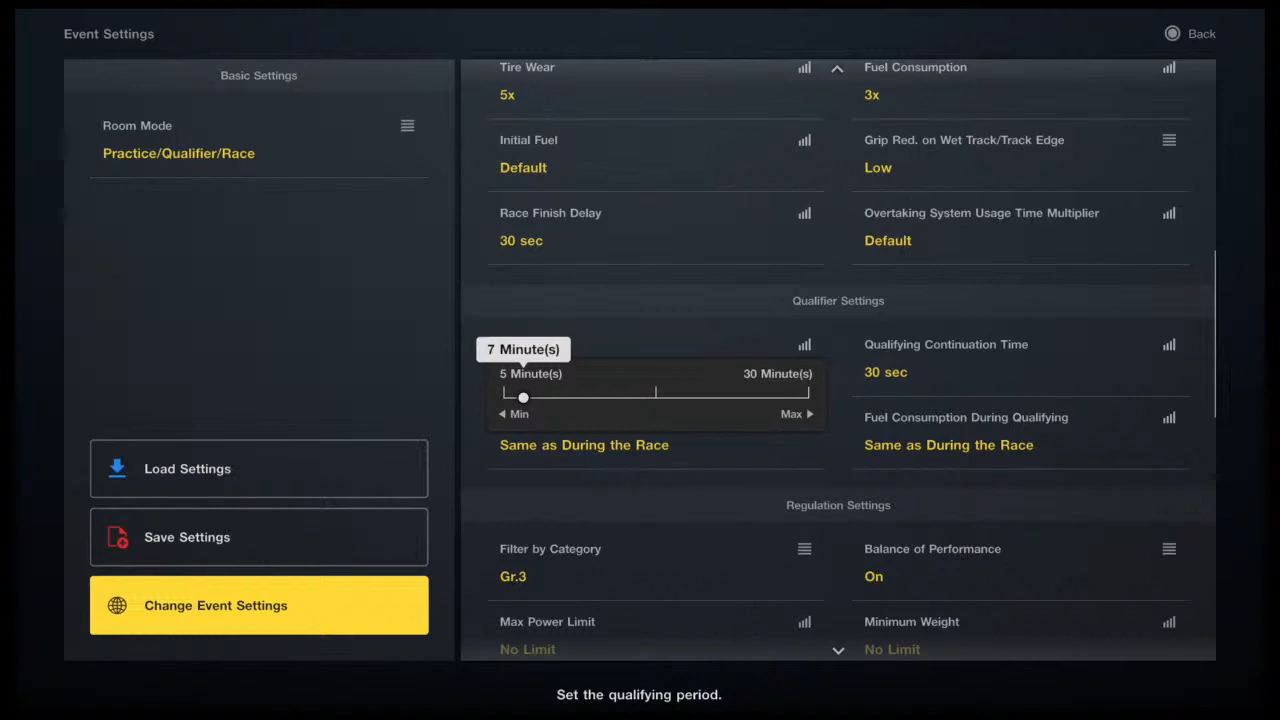 Event Settings
Back
Basic Settings
Room Mode
Practice/Qualifier/Race
Load Settings
Save Settings
Change Event Settings
Tire Wear
5x
Fuel Consumption
3x
Initial Fuel
Default
Grip Red. on Wet Track/Track Edge
Low
Race Finish Delay
30 sec
Overtaking System Usage Time Multiplier
Default
Qualifier Settings
7 Minute(s)
5 Minute(s)
30 Minute(s)
Min
Max
Qualifying Continuation Time
30 sec
Same as During the Race
Fuel Consumption During Qualifying
Same as During the Race
Regulation Settings
Filter by Category
Gr.3
Balance of Performance
On
Max Power Limit
No Limit
Minimum Weight
No Limit
Set the qualifying period.